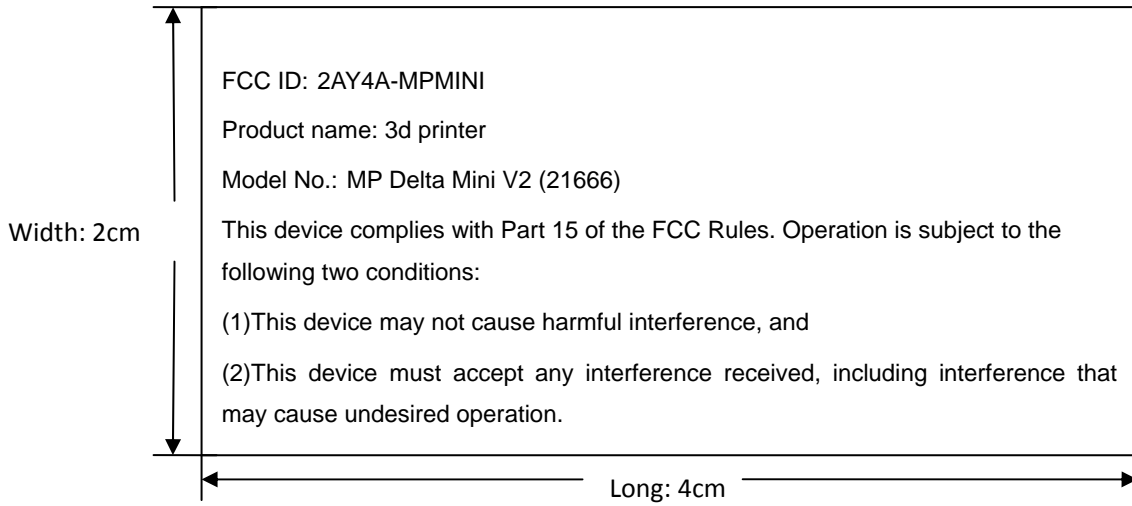 FCC ID: 2AY4A-MPMINI
Product name: 3d printer
Model No.: MP Delta Mini V2 (21666)
Width: 2cm
This device complies with Part 15 of the FCC Rules. Operation is subject to the
following two conditions:
(1)This device may not cause harmful interference, and
(2)This device must accept any interference received, including interference that
may cause undesired operation.
Long: 4cm